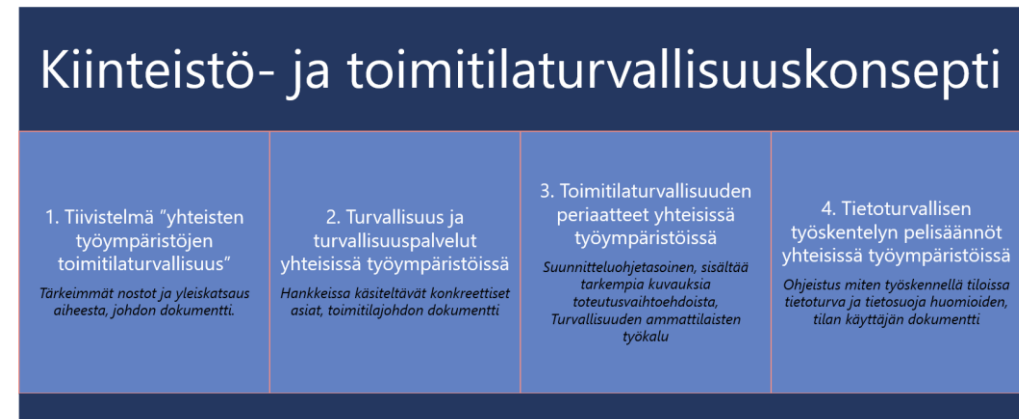 Kiinteistö- ja toimitilaturvallisuuskonsepti
1. Tiivistelmä ”yhteisten
työympäristöjen
toimitilaturvallisuus”
Tärkeimmät nostot ja yleiskatsaus
aiheesta, johdon dokumentti.
2. Turvallisuus ja
turvallisuuspalvelut
yhteisissä työympäristöissä
Hankkeissa käsiteltävät konkreettiset
asiat, toimitilajohdon dokumentti
3. Toimitilaturvallisuuden
periaatteet yhteisissä
työympäristöissä
Suunnitteluohjetasoinen, sisältää
tarkempia kuvauksia
toteutusvaihtoehdoista,
Turvallisuuden ammattilaisten
työkalu
4. Tietoturvallisen
työskentelyn pelisäännöt
yhteisissä työympäristöissä
Ohjeistus miten työskennellä tiloissa
tietoturva ja tietosuoja huomioiden,
tilan käyttäjän dokumentti